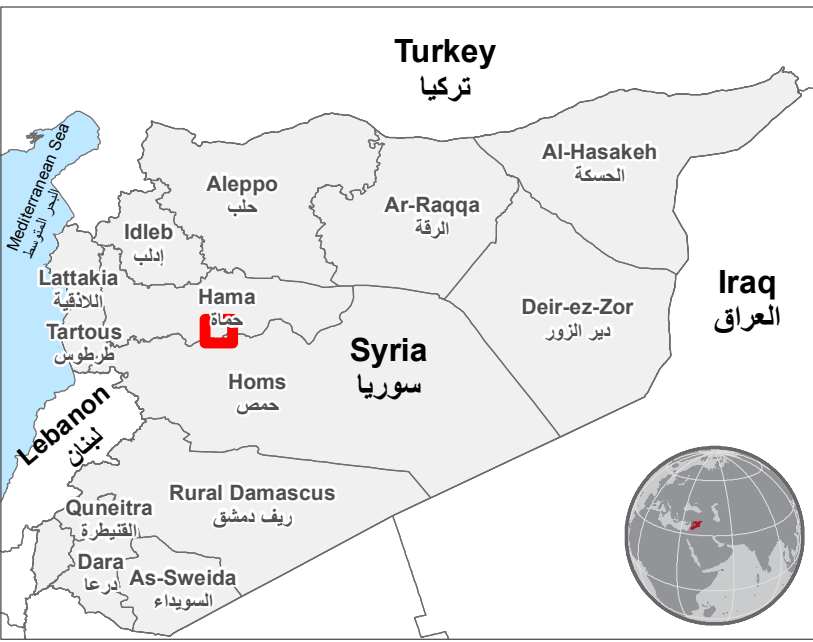 Turkey
تركيا
Mediterranean Sea
البحر المتوسط
Al-Hasakeh
الحسكة
Aleppo
حلب
Ar-Raqqa
الرقة
Idleb
إدلب
Lattakia
اللاذقية
Hama
حماة
Iraq
العراق
Deir-ez-Zor
دير الزور
Tartous
طرطوس
Syria
سوريا
Homs
حمص
Lebanon
لبنان
Rural Damascus
ريف دمشق
Quneitra
القنيطرة
Dara
درعا
As-Sweida
السويداء